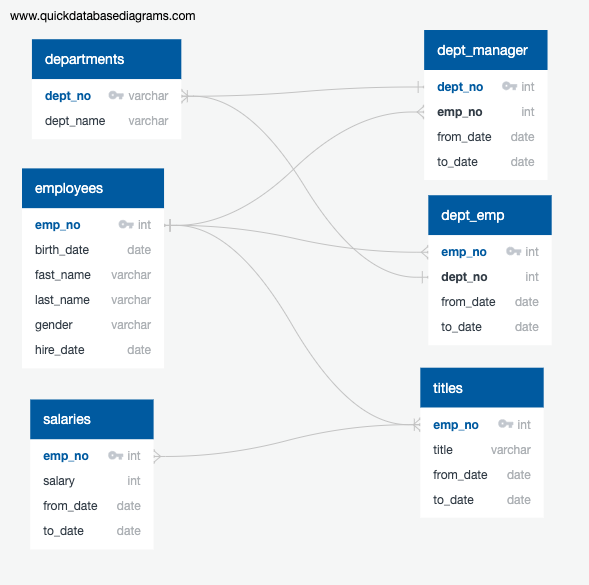 www.quickdatabasediagrams.com
departments
dept_no varchar
dept_name varchar
employees
emp_no int
birth_date date
fast_name varchar
last_name varchar
gender varchar
hire_date date
salaries
emp_no int
salary int
from_date date
to_date date
dept_manager
dept_no int
emp_no int
from_date date
to_date date
dept_emp
emp_no int
dept_no int
from_date date
to_date date
titles
emp_no int
title varchar
from_date date
to_date date